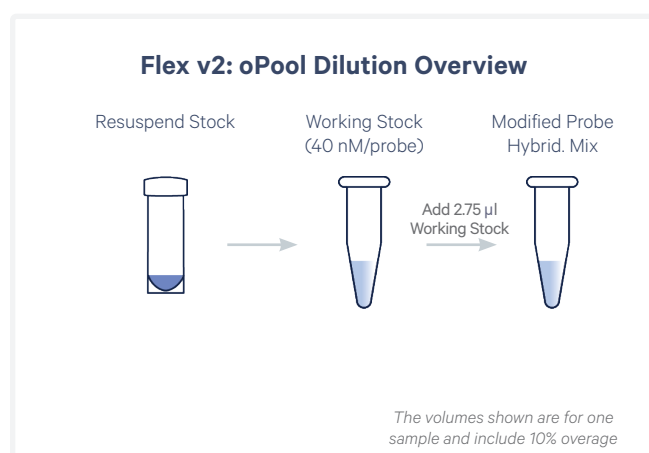 Flex v2: oPool Dilution Overview
Resuspend Stock
Working Stock
(40 nM/probe)
Modified Probe
Hybrid. Mix
Add 2.75 µl
Working Stock
The volumes shown are for one
sample and include 10% overage